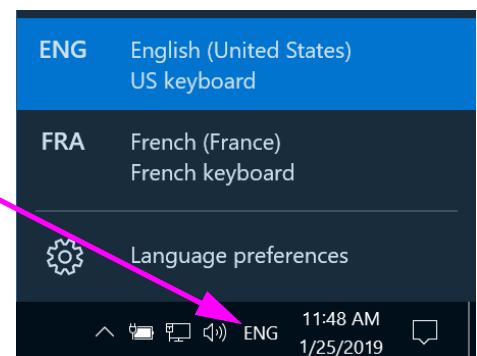 ENG English (United States)
US keyboard
FRA French (France)
French keyboard
Language preferences
ENG 11:48 AM
1/25/2019